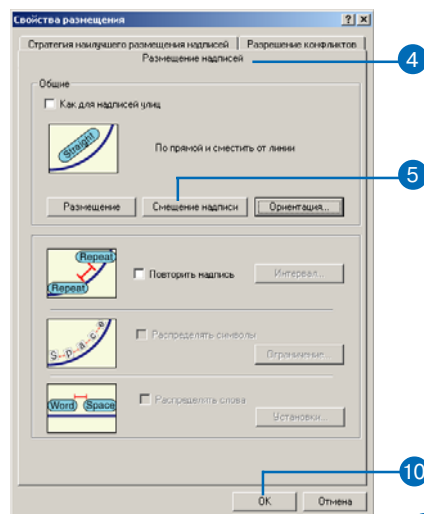 Свойства размещения
Стратегия наилучшего размещения надписей
Разрешение конфликтов
Размещение надписей
4
Общие
Как для надписей улиц
Straight
По прямой и сместить от линии
5
Размещение
Смещение надписи
Ориентация...
Repeat
Repeat
Повторить надпись
Интервал...
S p a c e
Распределять символы
Ограничение...
Word Space
Распределять слова
Установки...
10
OK
Отмена